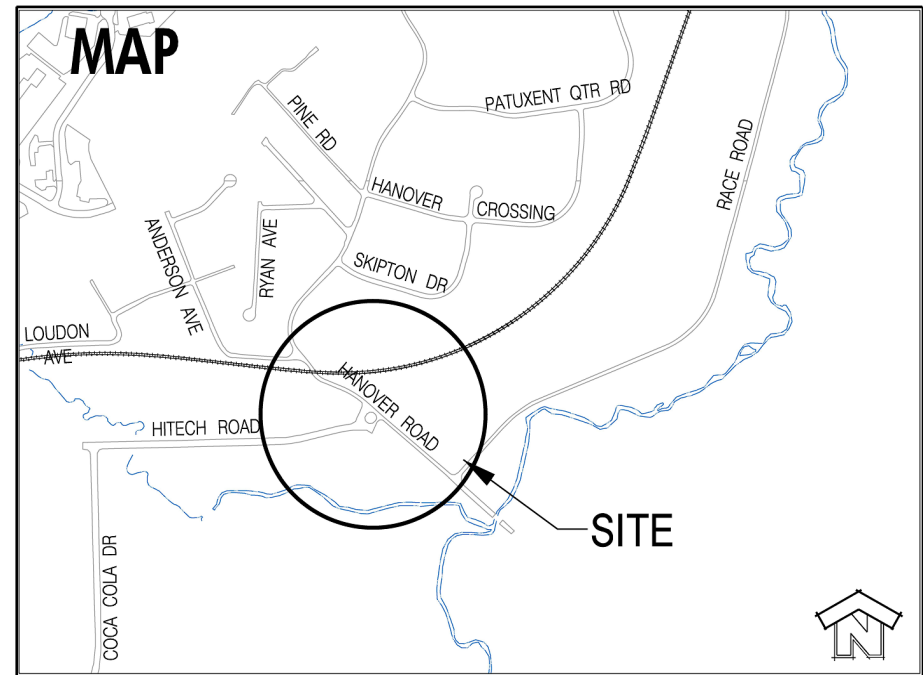 MAP
PINE RD
PATUXENT QTR RD
RACE ROAD
HANOVER
CROSSING
ANDERSON AVE
RYAN AVE
SKIPTON DR
LOUDON
AVE
HANOVER ROAD
HITECH ROAD
SITE
COCA COLA DR
N